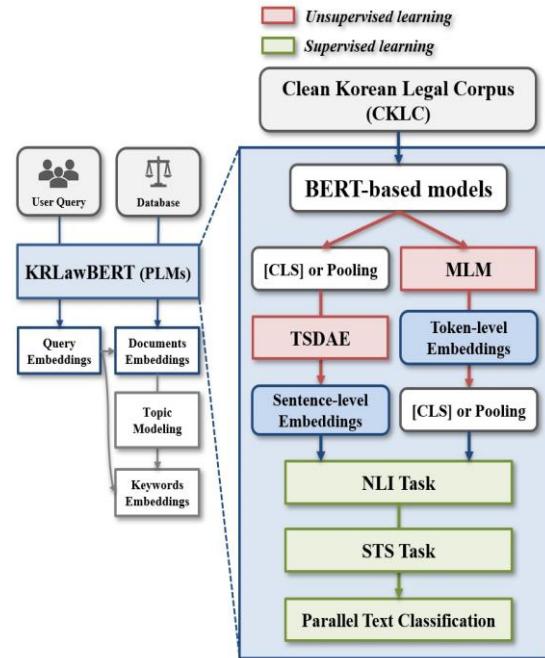 Unsupervised learning
Supervised learning
Clean Korean Legal Corpus
(CKLC)
User Query
Database
KRLawBERT (PLMs)
Query
Embeddings
Documents
Embeddings
Topic
Modeling
Keywords
Embeddings
BERT-based models
[CLS] or Pooling
MLM
TSDAE
Token-level
Embeddings
Sentence-level
Embeddings
[CLS] or Pooling
NLI Task
STS Task
Parallel Text Classification